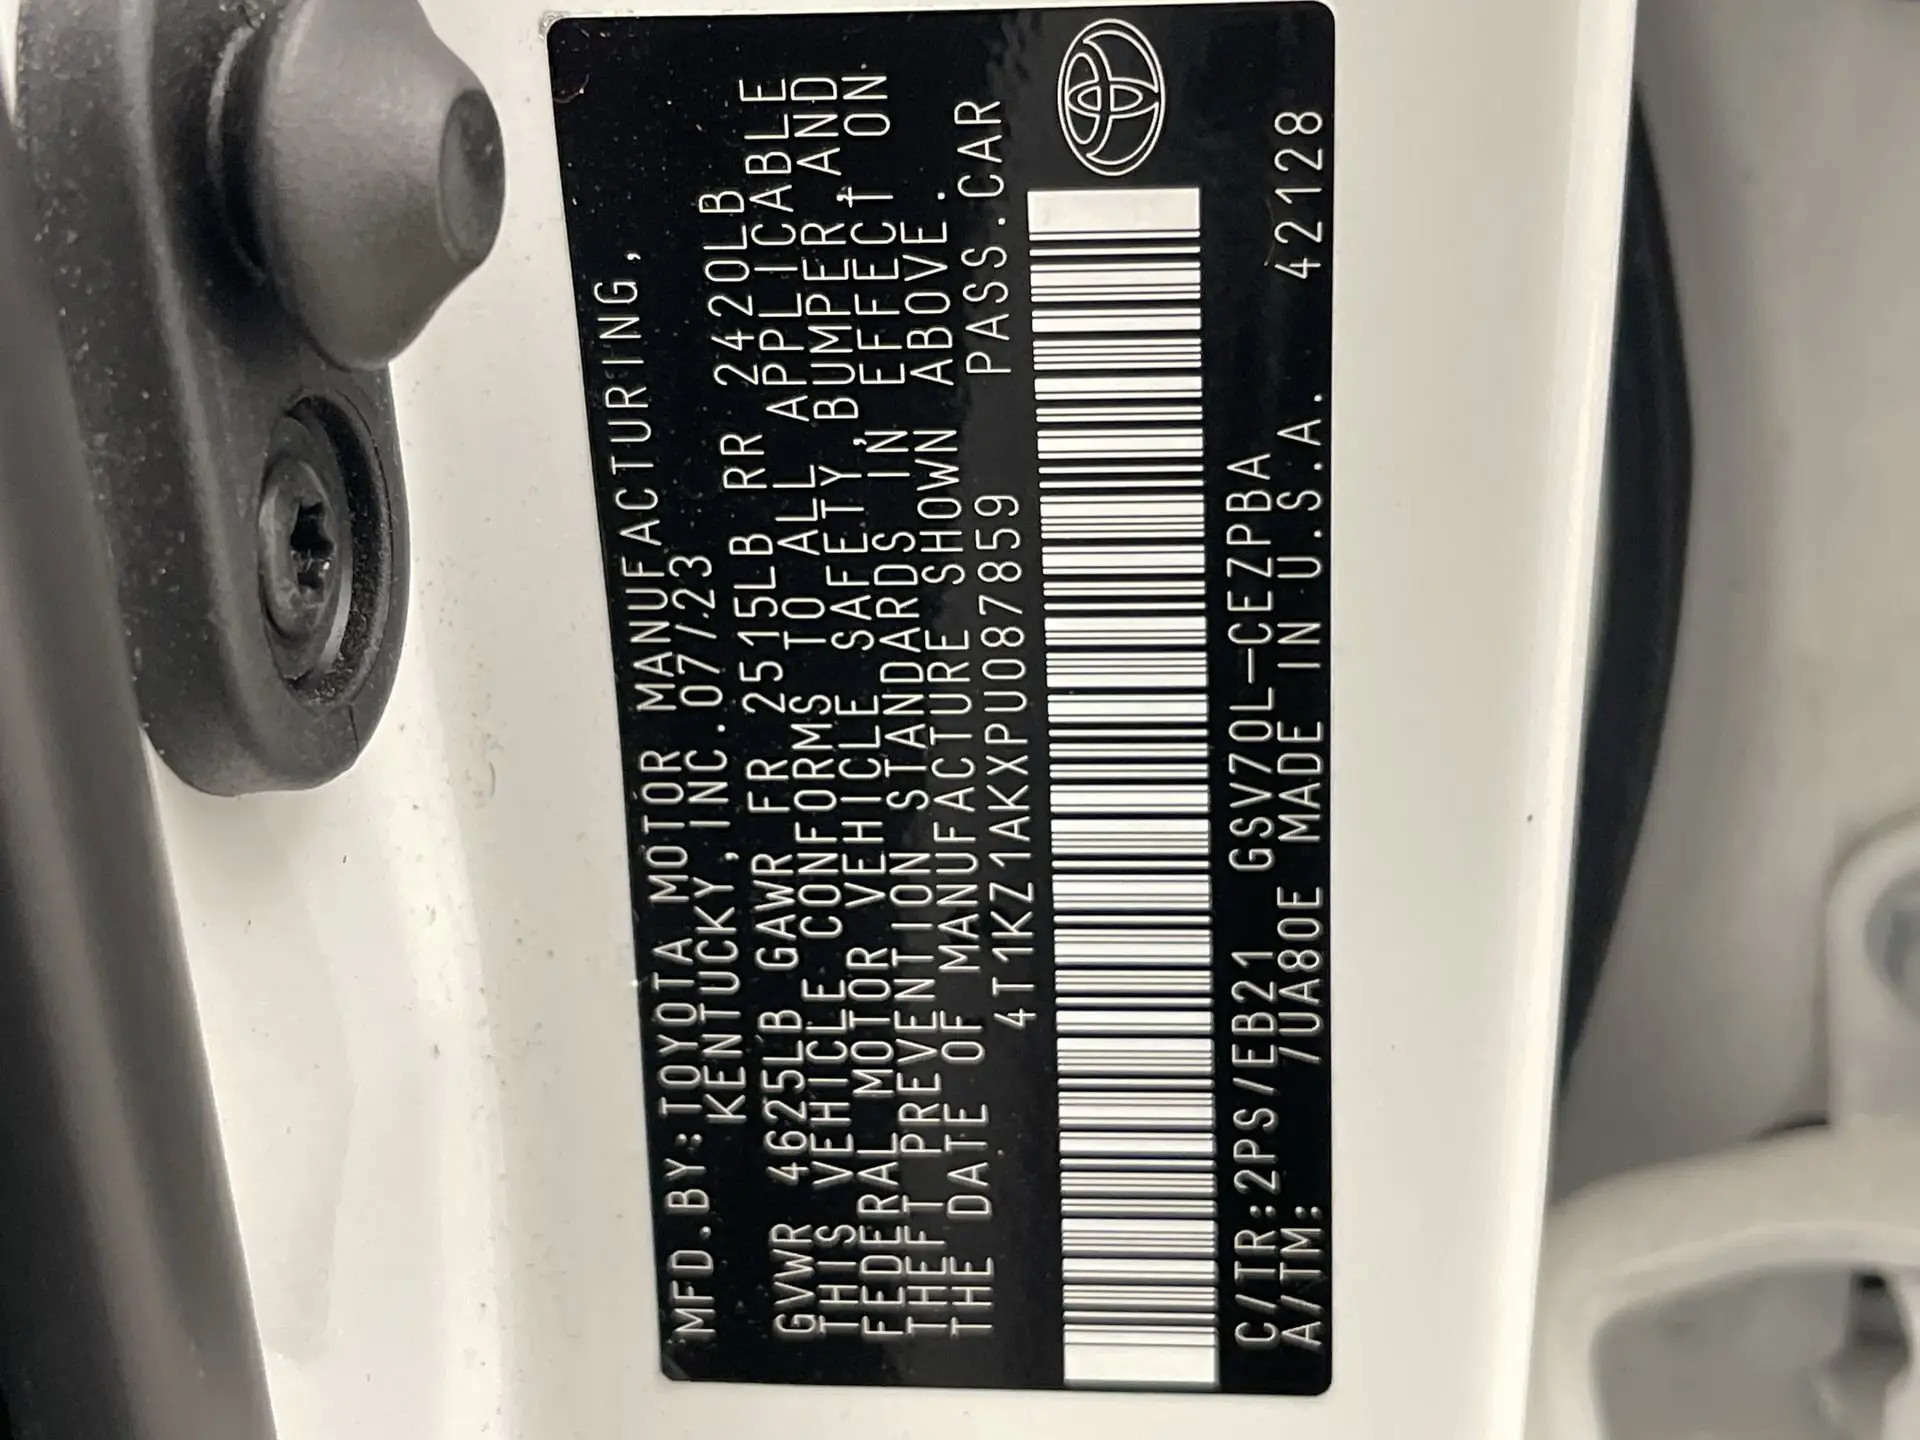 MFD.BY:TOYOTA MOTOR MANUFACTURING,
KENTUCKY,INC.07/23
GVWR 4625LB GAWR FR 2515LB RR 2420LB
THIS VEHICLE CONFORMS TO ALL APPLICABLE
FEDERAL MOTOR VEHICLE SAFETY,BUMPER,AND
THEFT PREVENTION STANDARDS IN EFFECT ON
THE DATE OF MANUFACTURE SHOWN ABOVE.
4T1KZ1AKXPU087859 PASS.CAR
C/TR:2PS/EB21 GSV70L-CEZPBA
A/TM: 7UA80E MADE IN U.S.A. 42128